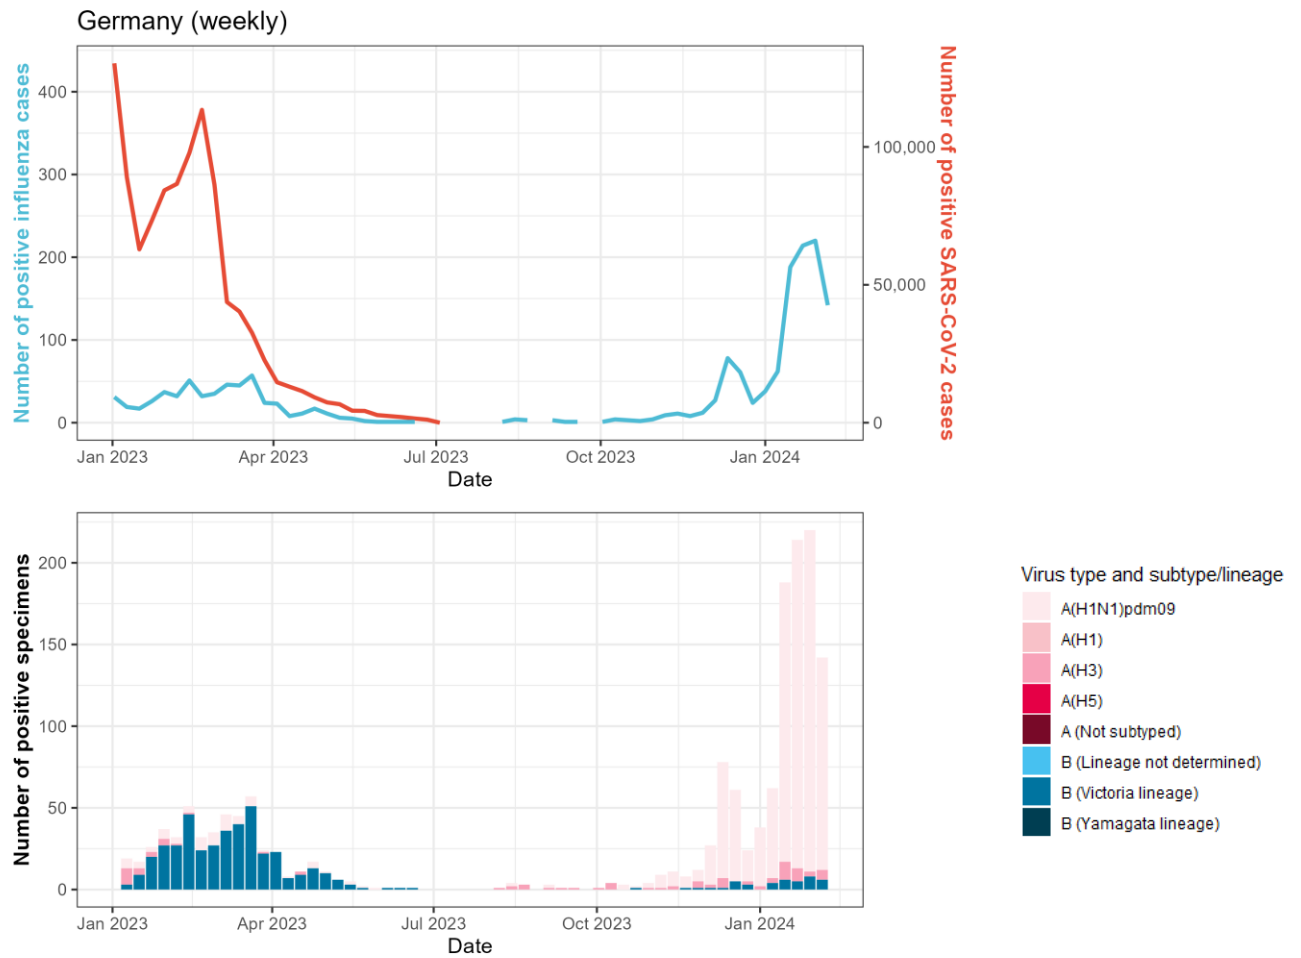 Germany (weekly)
Number of positive influenza cases
400
300
200
100
0
100,000
50,000
0
Number of positive SARS-CoV-2 cases
Jan 2023
Apr 2023
Jul 2023
Oct 2023
Jan 2024
Date
Number of positive specimens
200
150
100
50
0
Jan 2023
Apr 2023
Jul 2023
Oct 2023
Jan 2024
Date
Virus type and subtype/lineage
A(H1N1)pdm09
A(H1)
A(H3)
A(H5)
A (Not subtyped)
B (Lineage not determined)
B (Victoria lineage)
B (Yamagata lineage)